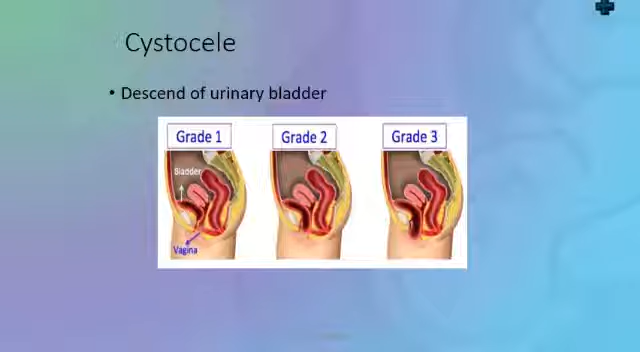 Cystocele
• Descend of urinary bladder
Grade 1 Grade 2 Grade 3
Bladder
Vagina